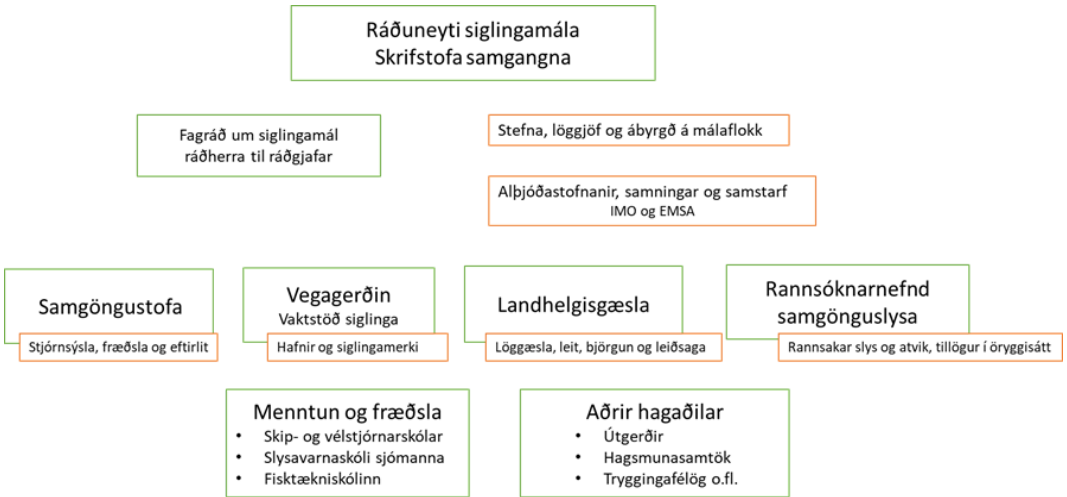 Ráðuneyti siglingamála
Skrifstofa samgangna
Fagráð um siglingamál
ráðherra til ráðgjafar
Stefna, löggjöf og ábyrgð á málaflokk
Alþjóðastofnanir, samningar og samstarf
IMO og EMSA
Samgöngustofa
Stjórnsýsla, fræðsla og eftirlit
Vegagerðin
Vaktstöð siglinga
Hafnir og siglingamerki
Landhelgisgæsla
Löggæsla, leit, björgun og leiðsaga
Rannsóknarnefnd
samgönguslysa
Rannsakar slys og atvik, tillögur í öryggisátt
Menntun og fræðsla
• Skip- og vélstjórnarskólar
• Slysavarnaskóli sjómanna
• Fisktækniskólinn
Aðrir hagaðilar
• Útgerðir
• Hagsmunasamtök
• Tryggingafélög o.fl.